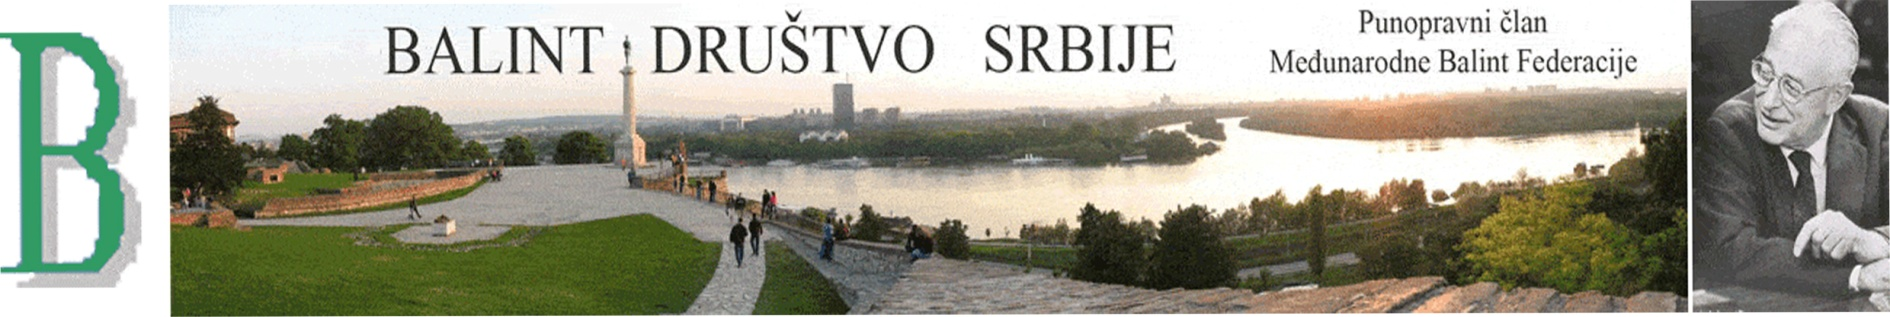 B
BALINT DRUŠTVO SRBIJE
Punopravni član
Međunarodne Balint Federacije